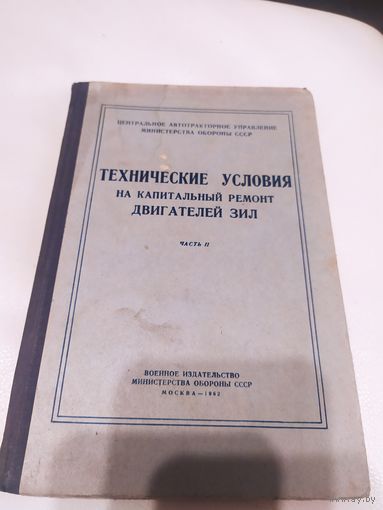 ЦЕНТРАЛЬНОЕ АВТОТРАКТОРНОЕ УПРАВЛЕНИЕ
МИНИСТЕРСТВА ОБОРОНЫ СССР
ТЕХНИЧЕСКИЕ УСЛОВИЯ
НА КАПИТАЛЬНЫЙ РЕМОНТ
ДВИГАТЕЛЕЙ ЗИЛ
ЧАСТЬ II
ВОЕННОЕ ИЗДАТЕЛЬСТВО
МИНИСТЕРСТВА ОБОРОНЫ СССР
МОСКВА — 1962